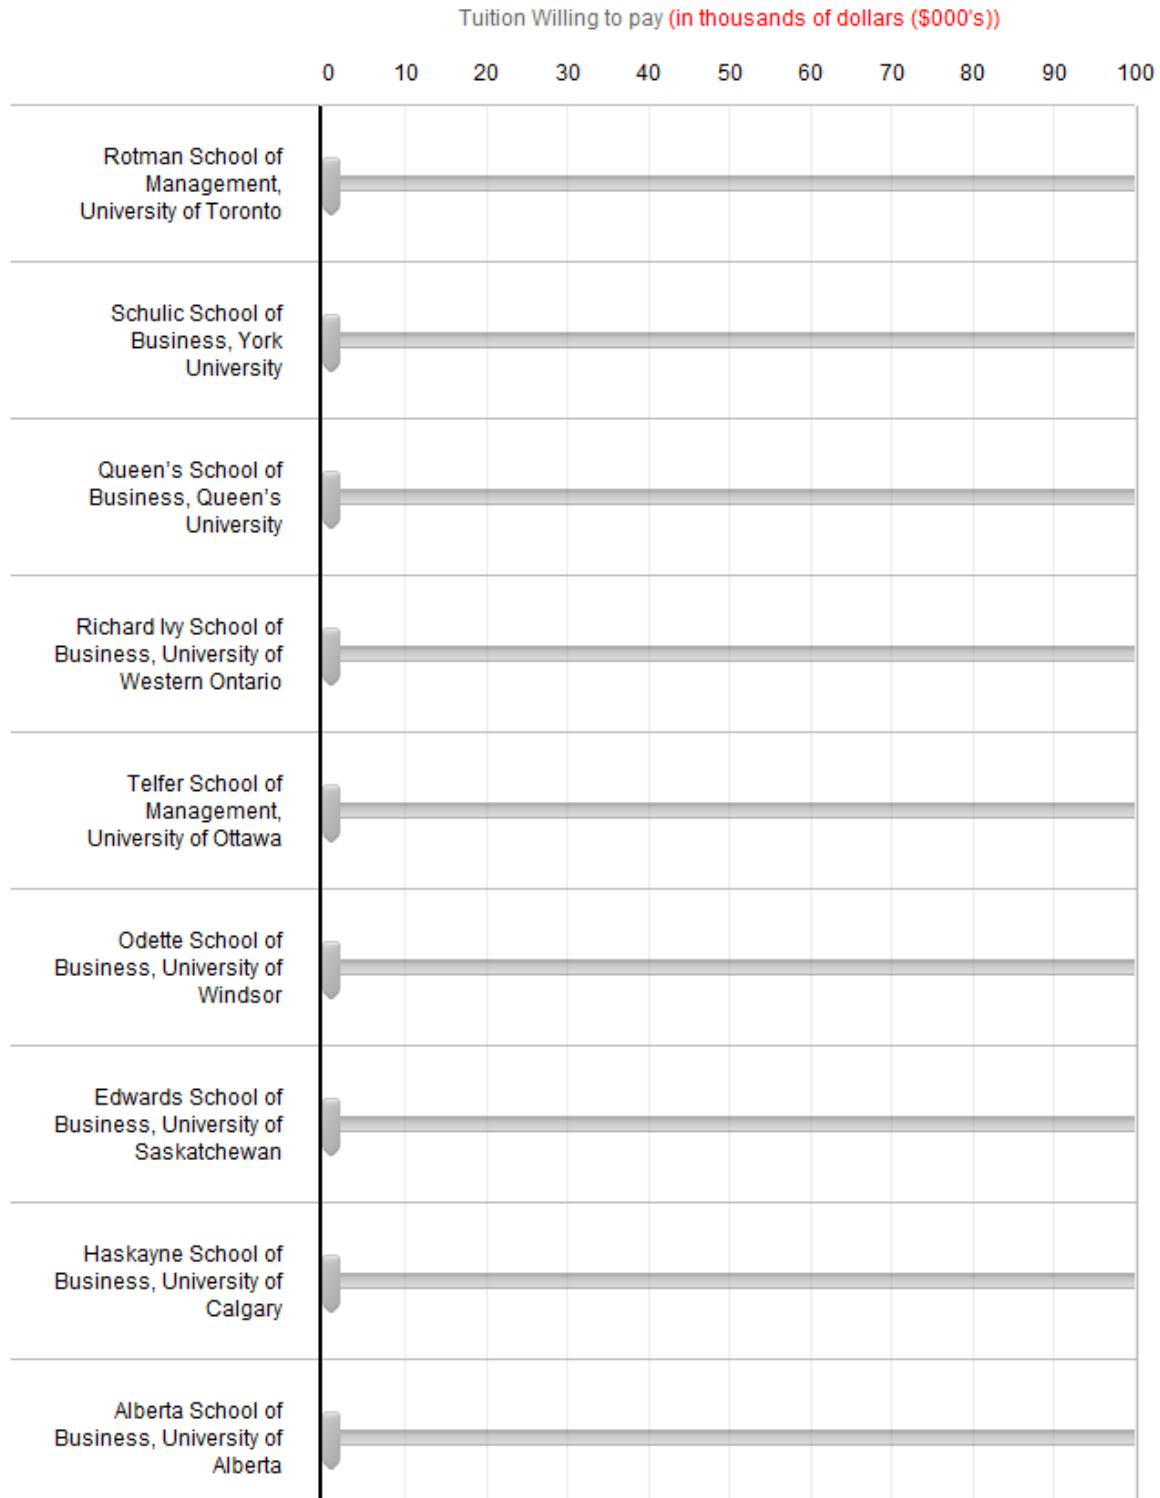 Tuition Willing to pay (in thousands of dollars ($000's))
0 10 20 30 40 50 60 70 80 90 100
Rotman School of
Management,
University of Toronto
Schulic School of
Business, York
University
Queen’s School of
Business, Queen’s
University
Richard Ivy School of
Business, University of
Western Ontario
Telfer School of
Management,
University of Ottawa
Odette School of
Business, University of
Windsor
Edwards School of
Business, University of
Saskatchewan
Haskayne School of
Business, University of
Calgary
Alberta School of
Business, University of
Alberta